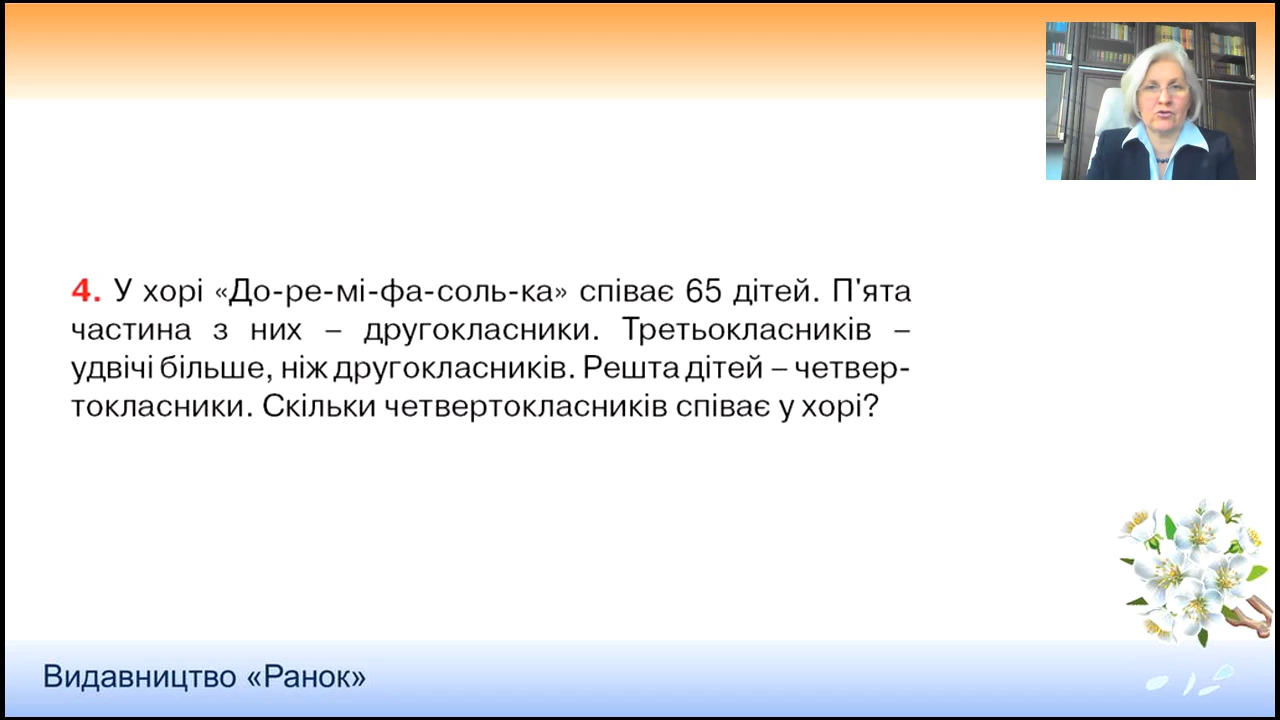 4. У хорі «До-ре-мі-фа-соль-ка» співає 65 дітей. П'ята
частина з них – другокласники. Третьокласників –
удвічі більше, ніж другокласників. Решта дітей – четвер-
токласники. Скільки четвертокласників співає у хорі?
Видавництво «Ранок»